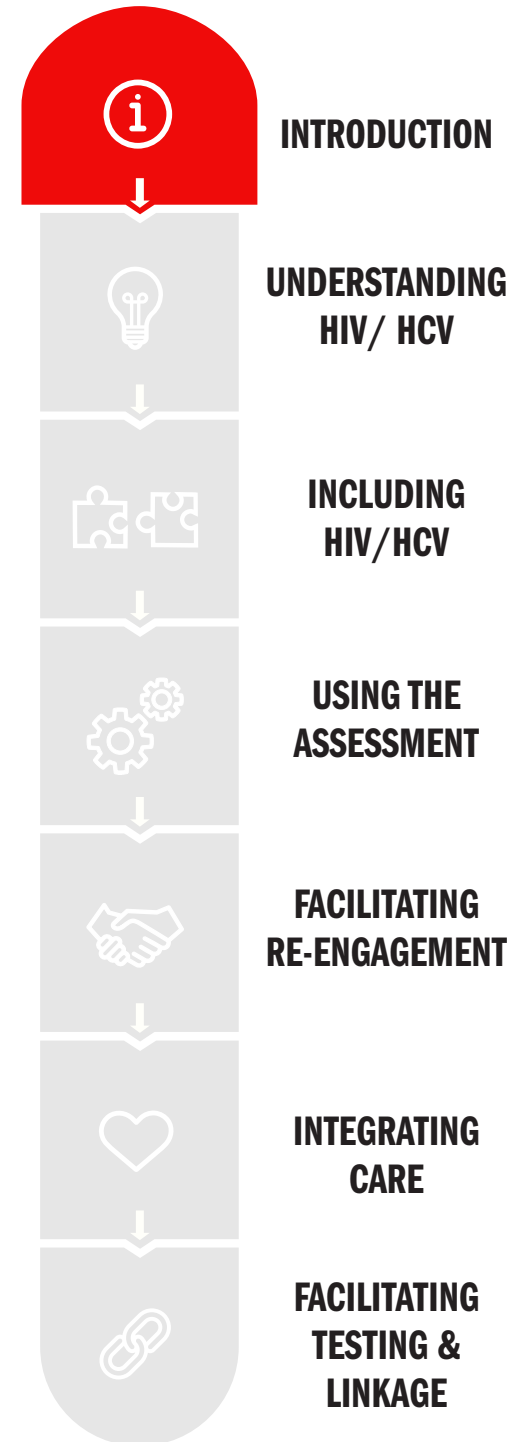 INTRODUCTION
UNDERSTANDING
HIV/ HCV
INCLUDING
HIV/HCV
USING THE
ASSESSMENT
FACILITATING
RE-ENGAGEMENT
INTEGRATING
CARE
FACILITATING
TESTING &
LINKAGE